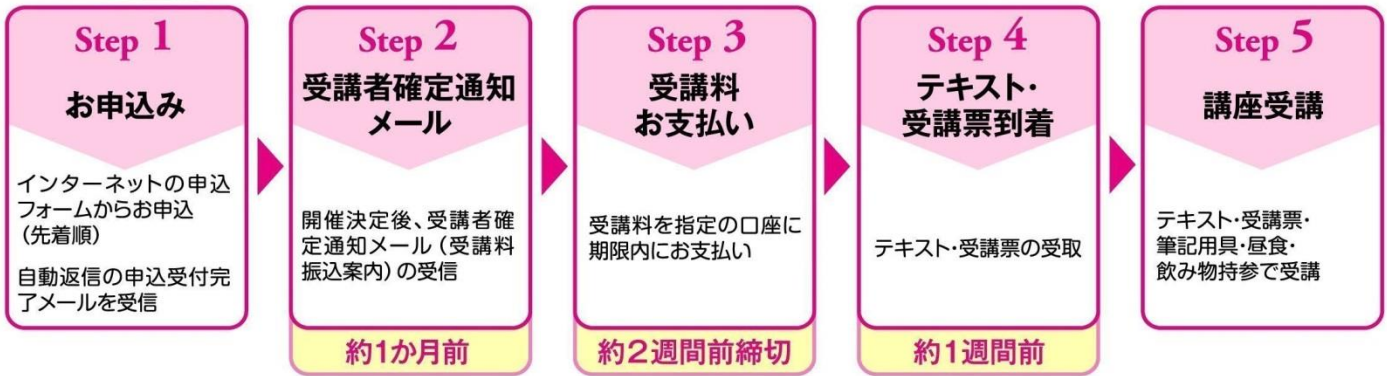 Step 1
お申込み
インターネットの申込
フォームからお申込
(先着順)
自動返信の申込受付完
了メールを受信
Step 2
受講者確定通知
メール
開催決定後、受講者確
定通知メール(受講料
振込案内)の受信
約1か月前
Step 3
受講料
お支払い
受講料を指定の口座に
期限内にお支払い
約2週間前締切
Step 4
テキスト・
受講票到着
テキスト・受講票の受取
約1週間前
Step 5
講座受講
テキスト・受講票・
筆記用具・昼食・
飲み物持参で受講